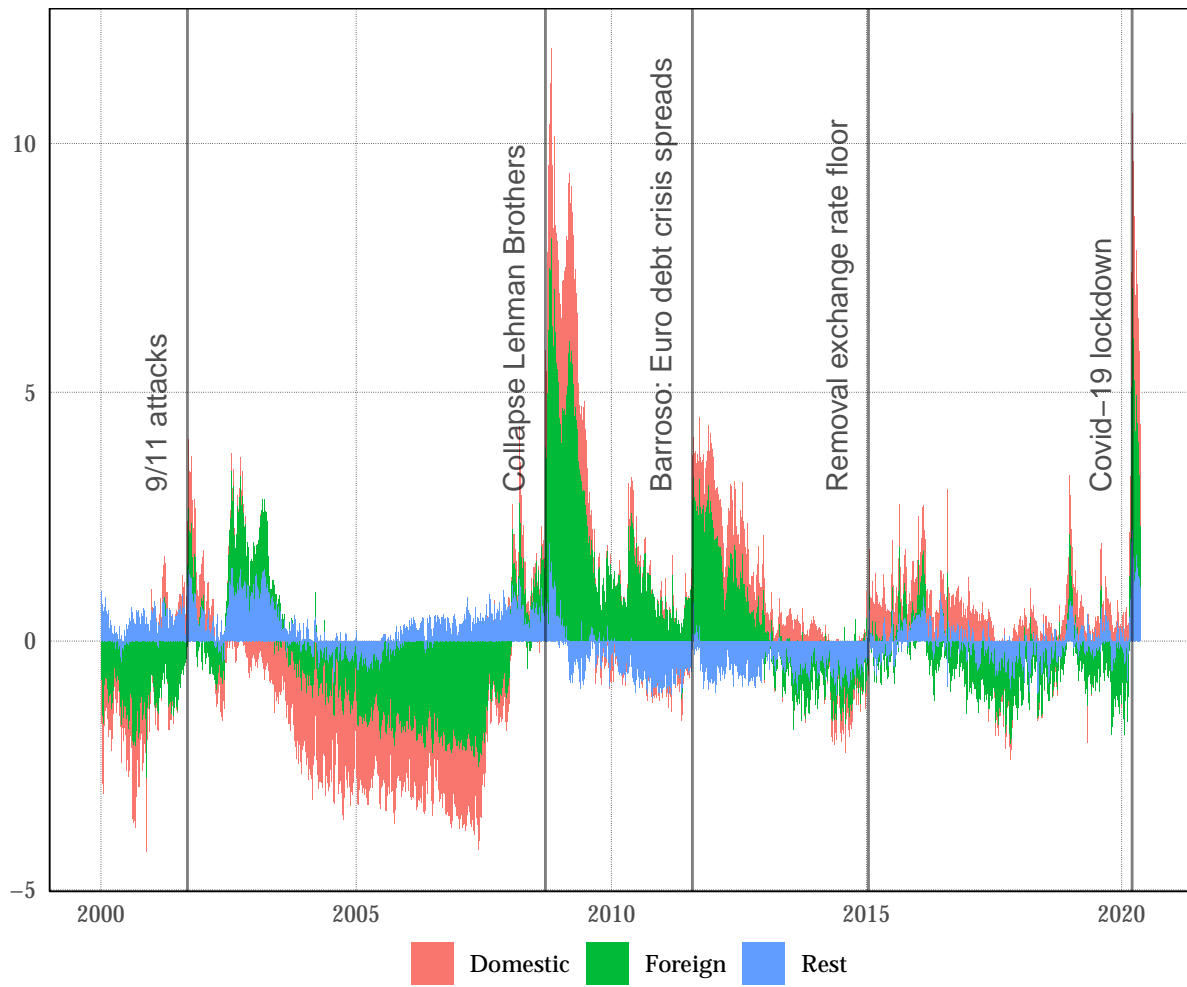 10
5
0
−5
9/11 attacks
Collapse Lehman Brothers
Barroso: Euro debt crisis spreads
Removal exchange rate floor
Covid−19 lockdown
2000
2005
2010
2015
2020
Domestic
Foreign
Rest